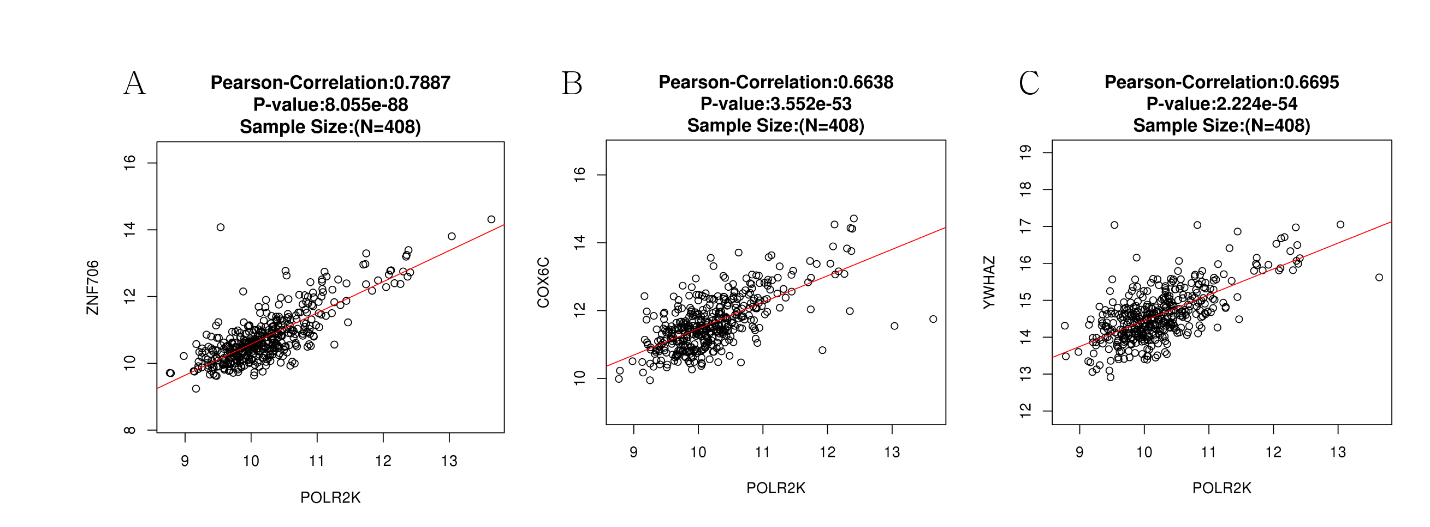 A
Pearson-Correlation:0.7887
P-value:8.055e-88
Sample Size:(N=408)
ZNF706
16
14
12
10
8
9 10 11 12 13
POLR2K
B
Pearson-Correlation:0.6638
P-value:3.552e-53
Sample Size:(N=408)
COX6C
16
14
12
10
9 10 11 12 13
POLR2K
C
Pearson-Correlation:0.6695
P-value:2.224e-54
Sample Size:(N=408)
YWHAZ
19
18
17
16
15
14
13
12
9 10 11 12 13
POLR2K